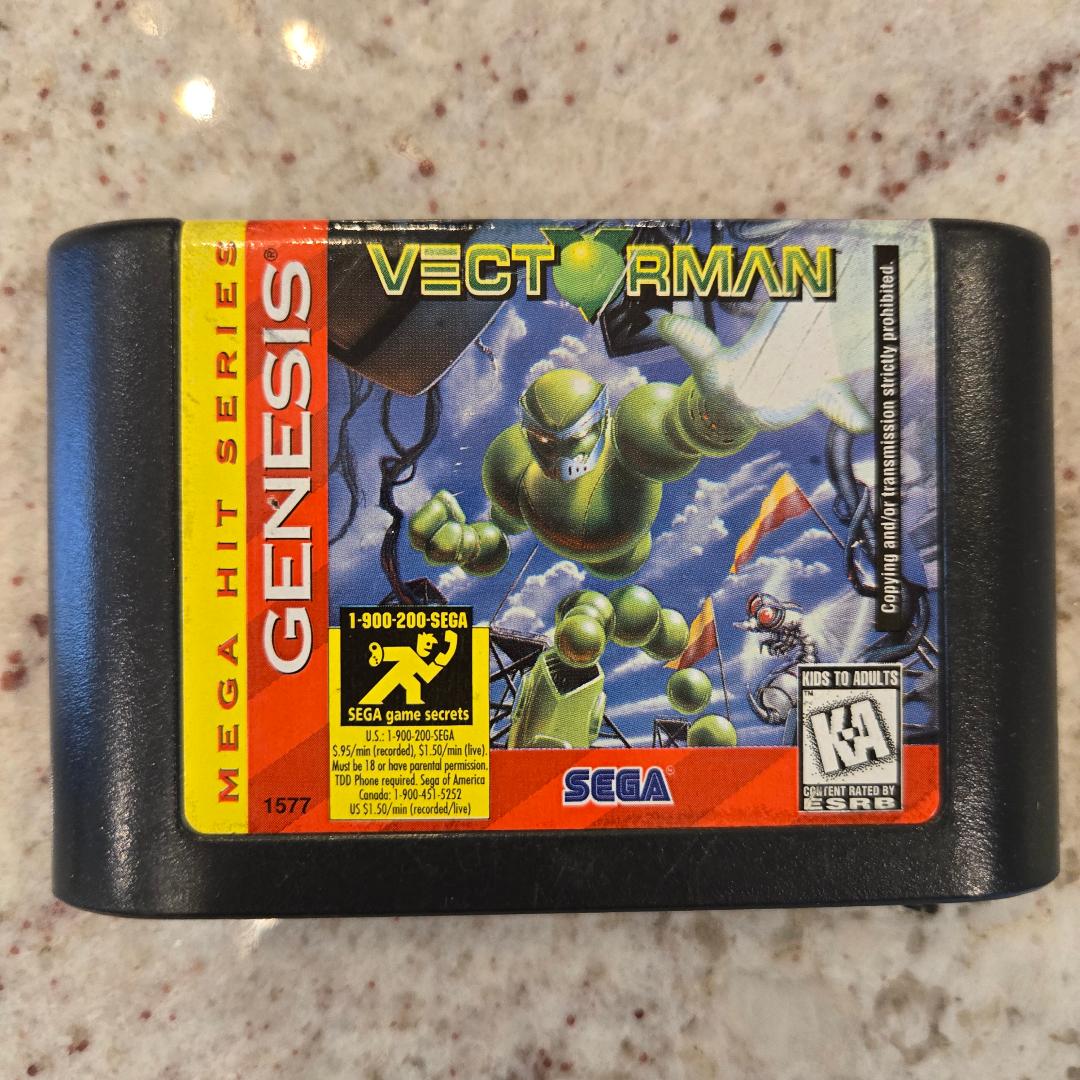 MEGA HIT SERIES
GENESIS®
VECTORMAN
Copying and/or transmission strictly prohibited.
1-900-200-SEGA
SEGA game secrets
U.S.: 1-900-200-SEGA
$.95/min (recorded), $1.50/min (live).
Must be 18 or have parental permission.
TDD Phone required. Sega of America
Canada: 1-900-451-5252
US $1.50/min (recorded/live)
1577
SEGA®
KIDS TO ADULTS
™
K-A
CONTENT RATED BY
ESRB